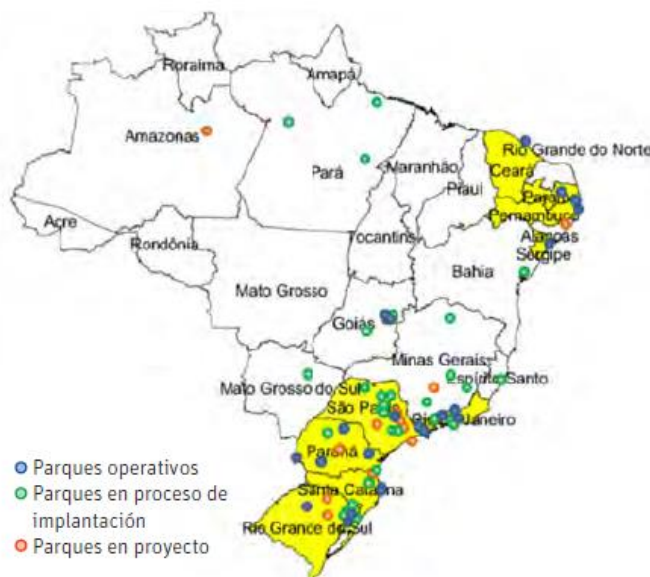 Roraima
Amapá
Amazonas
Pará
Maranhão
Rio Grande do Norte
Ceará
Piauí
Pernambuco
Acre
Rondônia
Tocantins
Alagoas
Sergipe
Bahia
Mato Grosso
Goiás
Minas Gerais
Espírito Santo
Mato Grosso do Sul
São Pa
Janeiro
Paraná
Santa Catarina
Rio Grande do Sul
Parques operativos
Parques en proceso de
implantación
Parques en proyecto